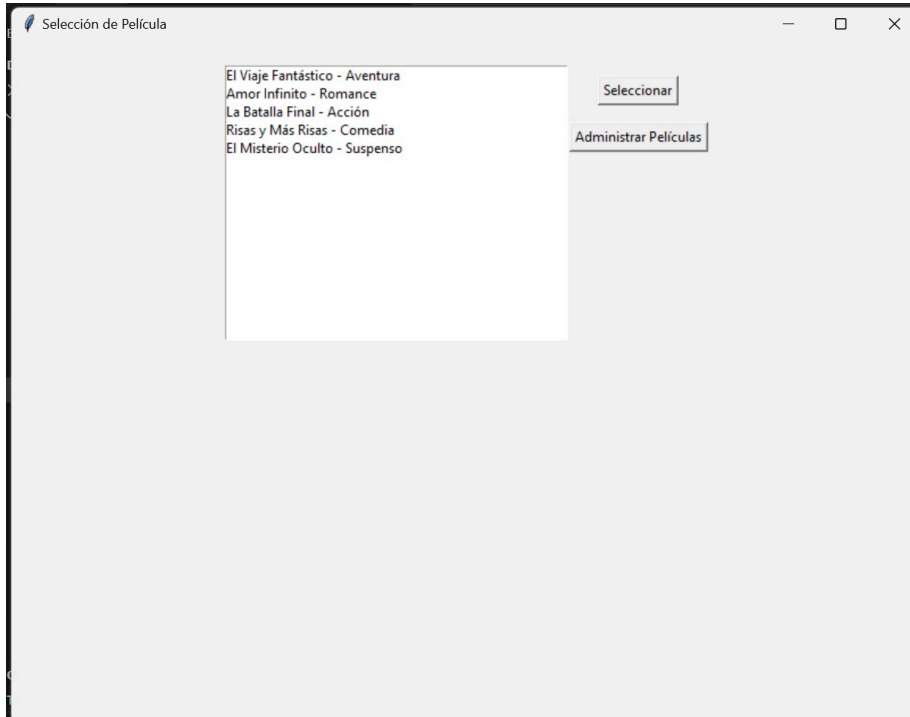 Selección de Película
El Viaje Fantástico - Aventura
Amor Infinito - Romance
La Batalla Final - Acción
Risas y Más Risas - Comedia
El Misterio Oculto - Suspenso
Seleccionar
Administrar Películas